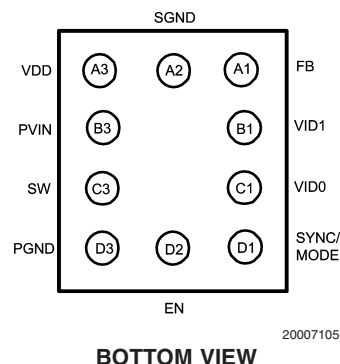 SGND
VDD A3 A2 A1 FB
PVIN B3 B1 VID1
SW C3 C1 VID0
PGND D3 D2 D1 SYNC/
MODE
EN
20007105
BOTTOM VIEW